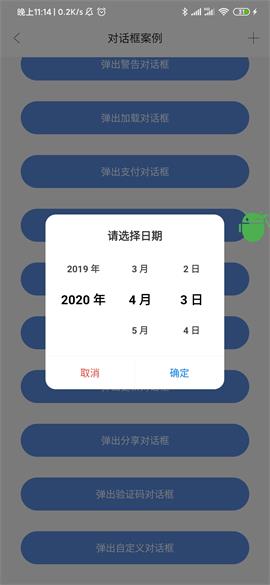 晚上11:14 | 0.2K/s
对话框案例
弹出警告对话框
弹出加载对话框
弹出支付对话框
请选择日期
2019 年 3 月 2 日
2020 年 4 月 3 日
5 月 4 日
取消 确定
弹出分享对话框
弹出验证码对话框
弹出自定义对话框